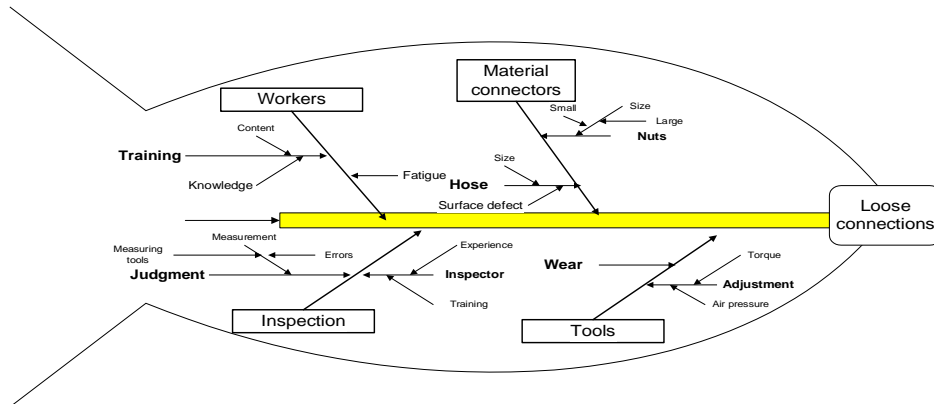 Material
connectors
Workers
Small
Size
Large
Nuts
Content
Training
Knowledge
Fatigue
Size
Hose
Surface defect
Loose
connections
Measurement
Measuring
tools
Errors
Judgment
Experience
Inspector
Training
Wear
Torque
Adjustment
Air pressure
Inspection
Tools